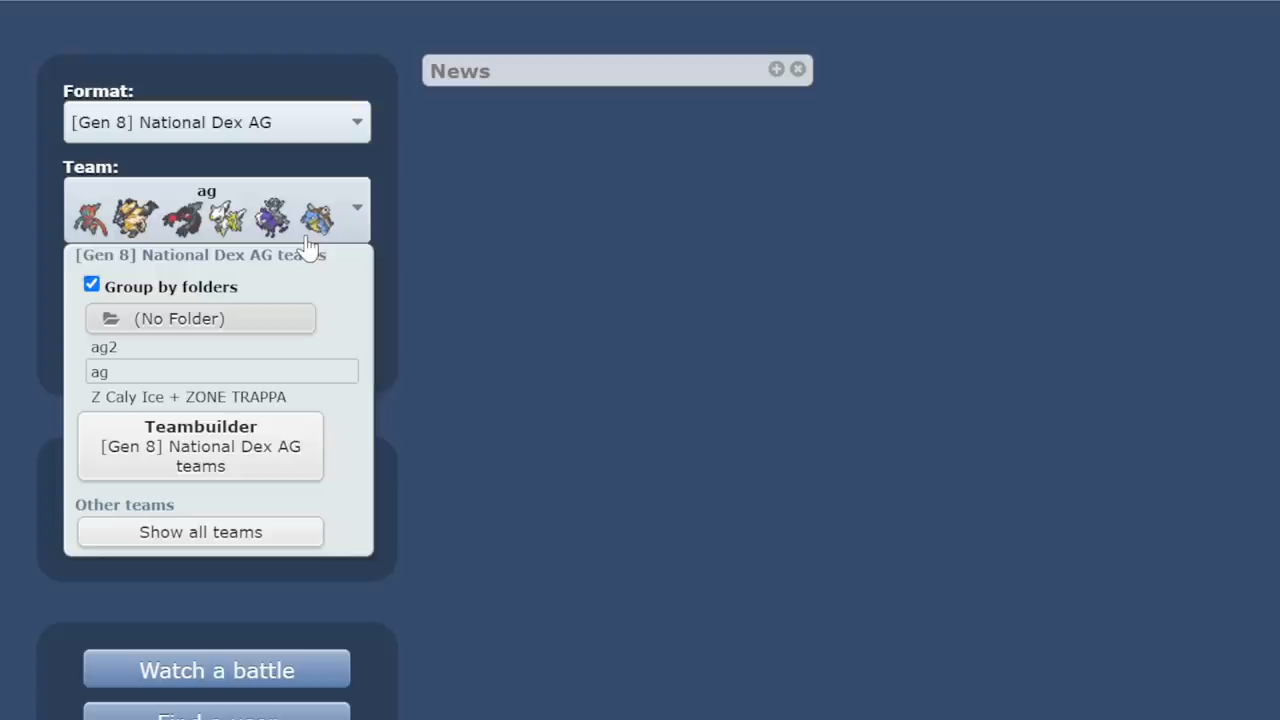 News
Format:
[Gen 8] National Dex AG
Team:
ag
[Gen 8] National Dex AG teams
Group by folders
(No Folder)
ag2
ag
Z Caly Ice + ZONE TRAPPA
Teambuilder
[Gen 8] National Dex AG
teams
Other teams
Show all teams
Watch a battle
Find a user